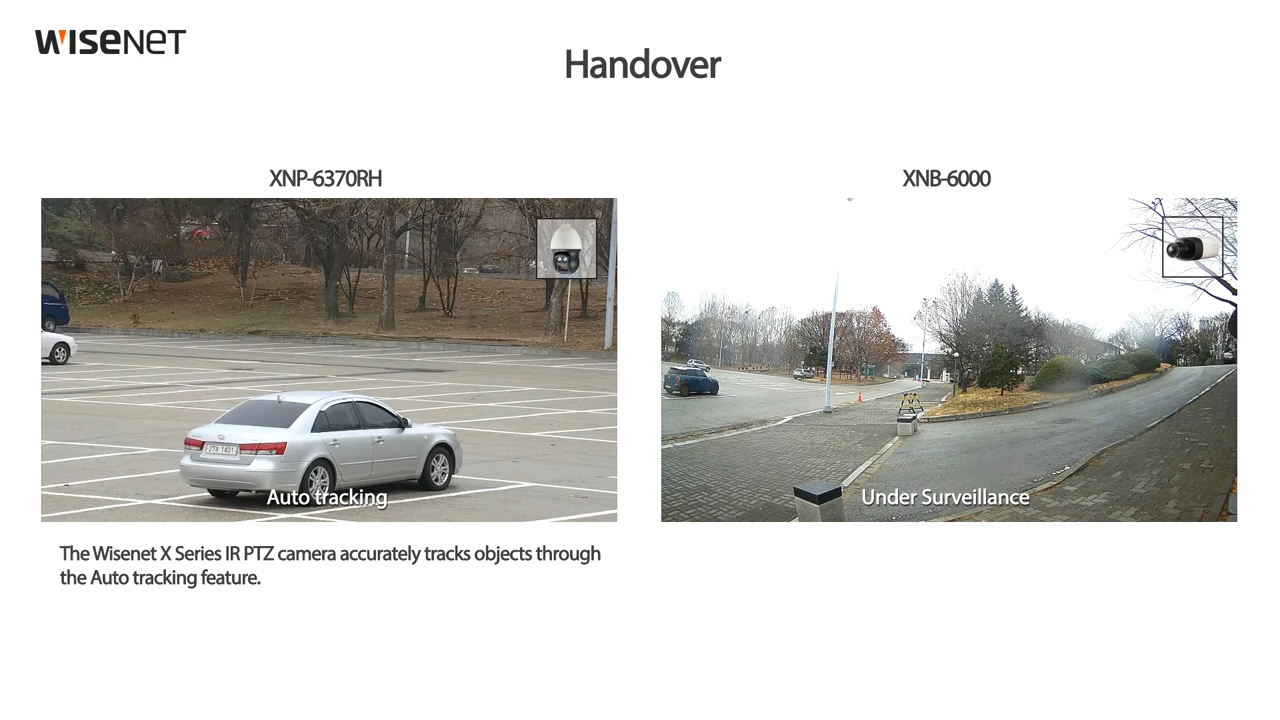 WISENET
Handover
XNP-6370RH
XNB-6000
Auto tracking
Under Surveillance
The Wisenet X Series IR PTZ camera accurately tracks objects through
the Auto tracking feature.